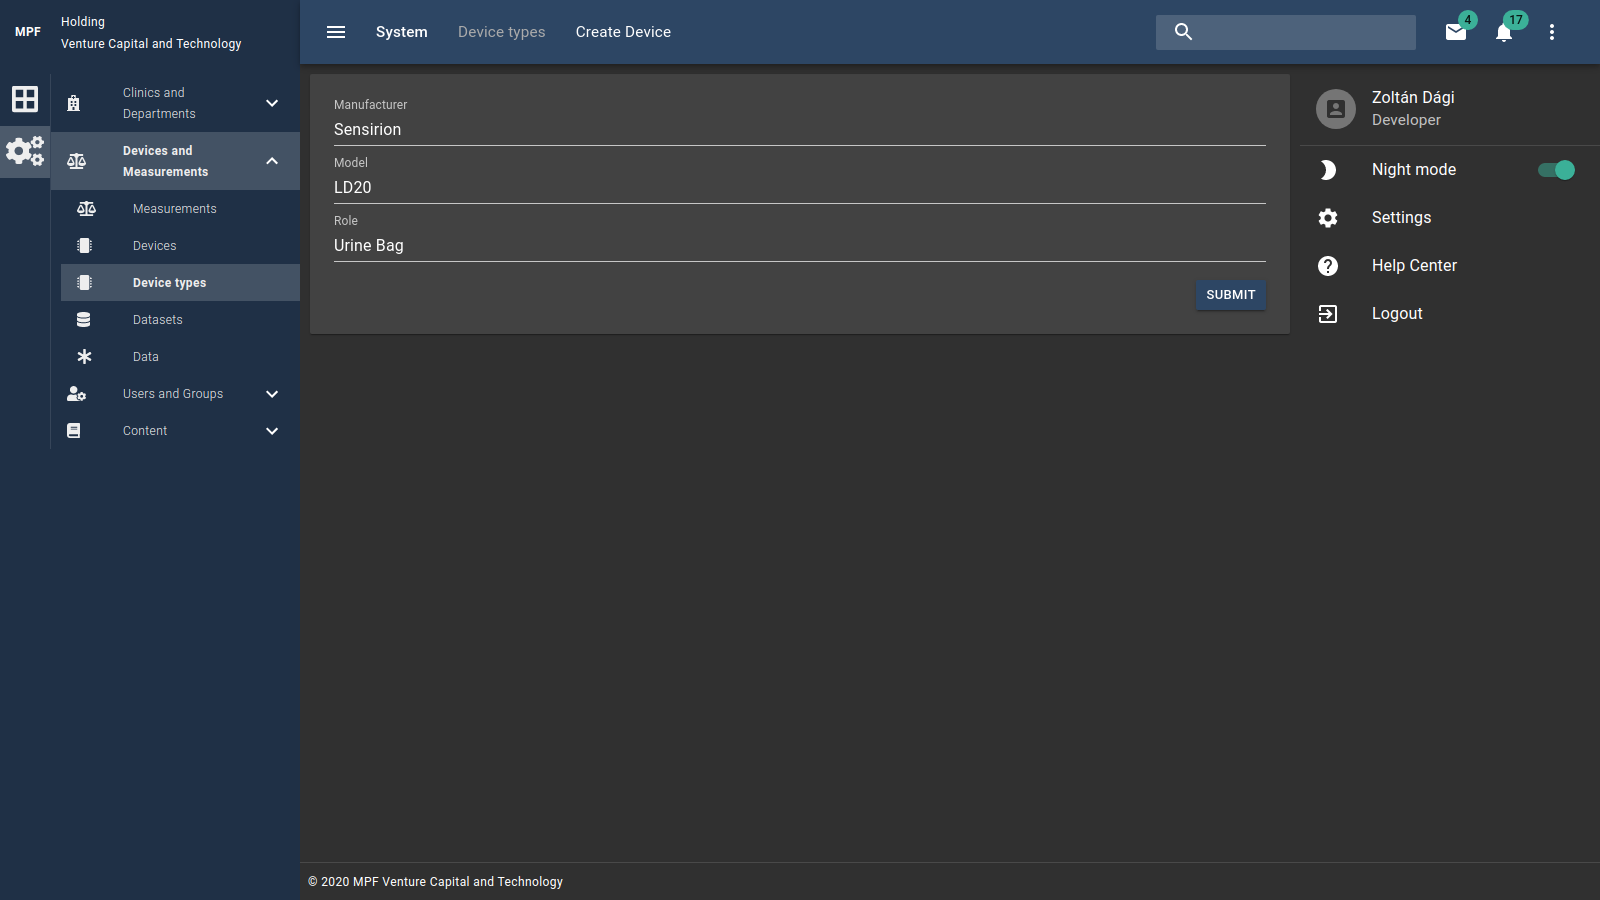 MPF
Holding
Venture Capital and Technology
System
Device types
Create Device
4
17
Clinics and
Departments
Devices and
Measurements
Measurements
Devices
Device types
Datasets
Data
Users and Groups
Content
Manufacturer
Sensirion
Model
LD20
Role
Urine Bag
SUBMIT
Zoltán Dági
Developer
Night mode
Settings
Help Center
Logout
© 2020 MPF Venture Capital and Technology